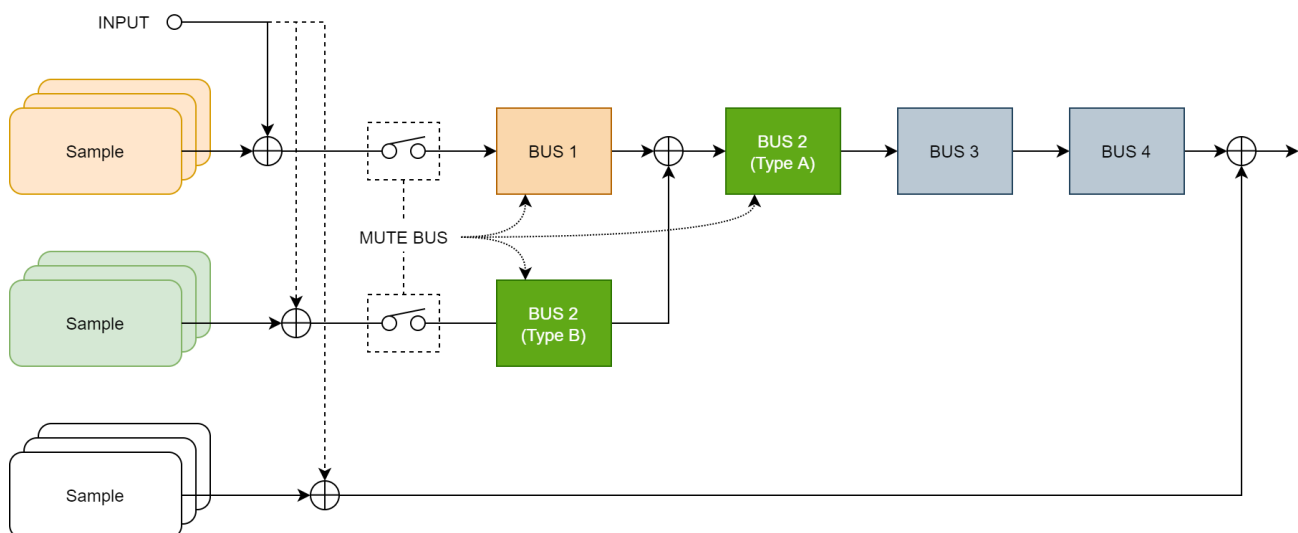 INPUT
Sample
BUS 1
BUS 2
(Type A)
BUS 3
BUS 4
MUTE BUS
Sample
BUS 2
(Type B)
Sample